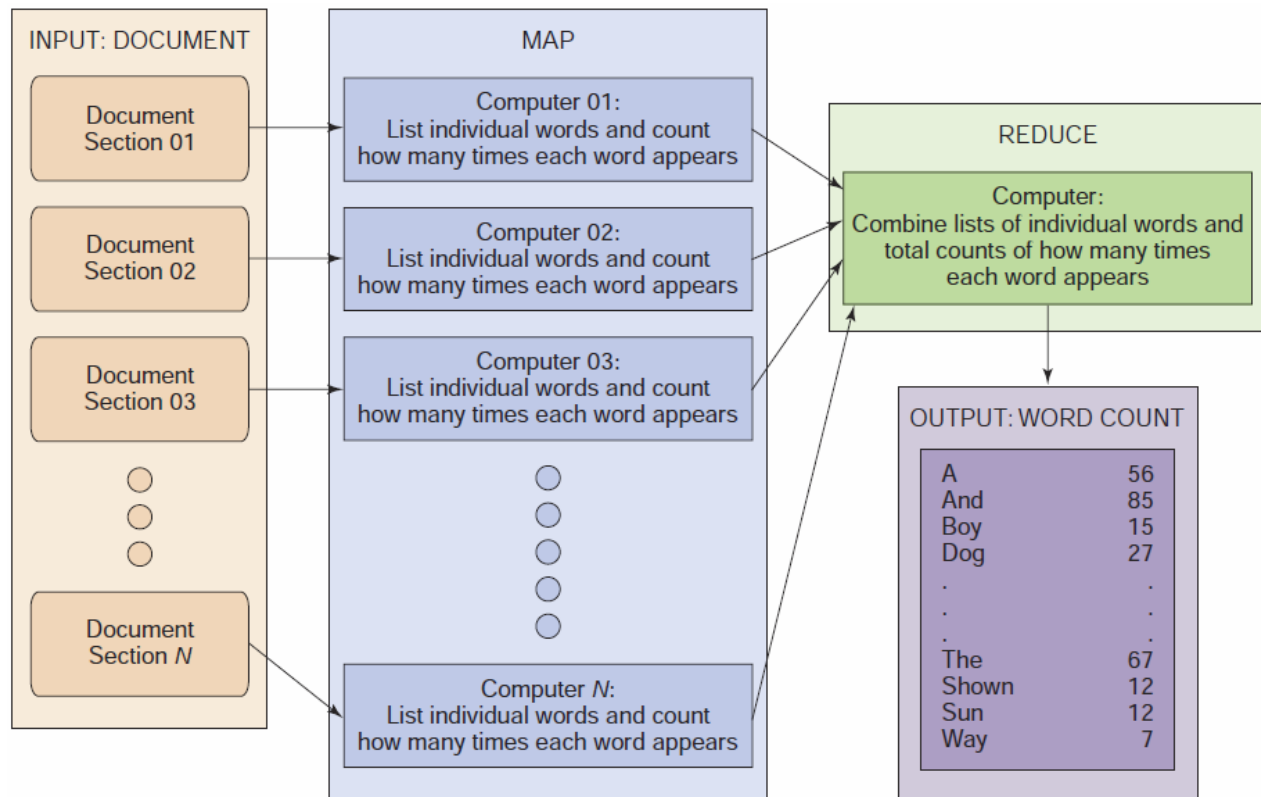 INPUT: DOCUMENT
Document
Section 01
Document
Section 02
Document
Section 03
Document
Section N
MAP
Computer 01:
List individual words and count
how many times each word appears
Computer 02:
List individual words and count
how many times each word appears
Computer 03:
List individual words and count
how many times each word appears
Computer N:
List individual words and count
how many times each word appears
REDUCE
Computer:
Combine lists of individual words and
total counts of how many times
each word appears
OUTPUT: WORD COUNT
A 56
And 85
Boy 15
Dog 27
. .
. .
. .
The 67
Shown 12
Sun 12
Way 7